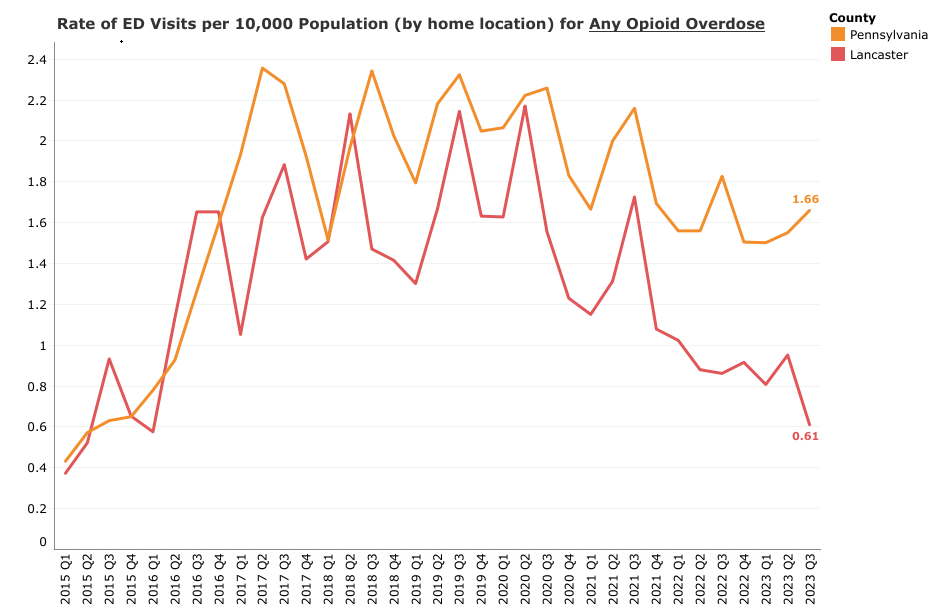 Rate of ED Visits per 10,000 Population (by home location) for Any Opioid Overdose
County
Pennsylvania
Lancaster
2.4
2.2
2
1.8
1.6
1.4
1.2
1
0.8
0.6
0.4
0.2
0
1.66
0.61
2015 Q1
2015 Q2
2015 Q3
2015 Q4
2016 Q1
2016 Q2
2016 Q3
2016 Q4
2017 Q1
2017 Q2
2017 Q3
2017 Q4
2018 Q1
2018 Q2
2018 Q3
2018 Q4
2019 Q1
2019 Q2
2019 Q3
2019 Q4
2020 Q1
2020 Q2
2020 Q3
2020 Q4
2021 Q1
2021 Q2
2021 Q3
2021 Q4
2022 Q1
2022 Q2
2022 Q3
2022 Q4
2023 Q1
2023 Q2
2023 Q3